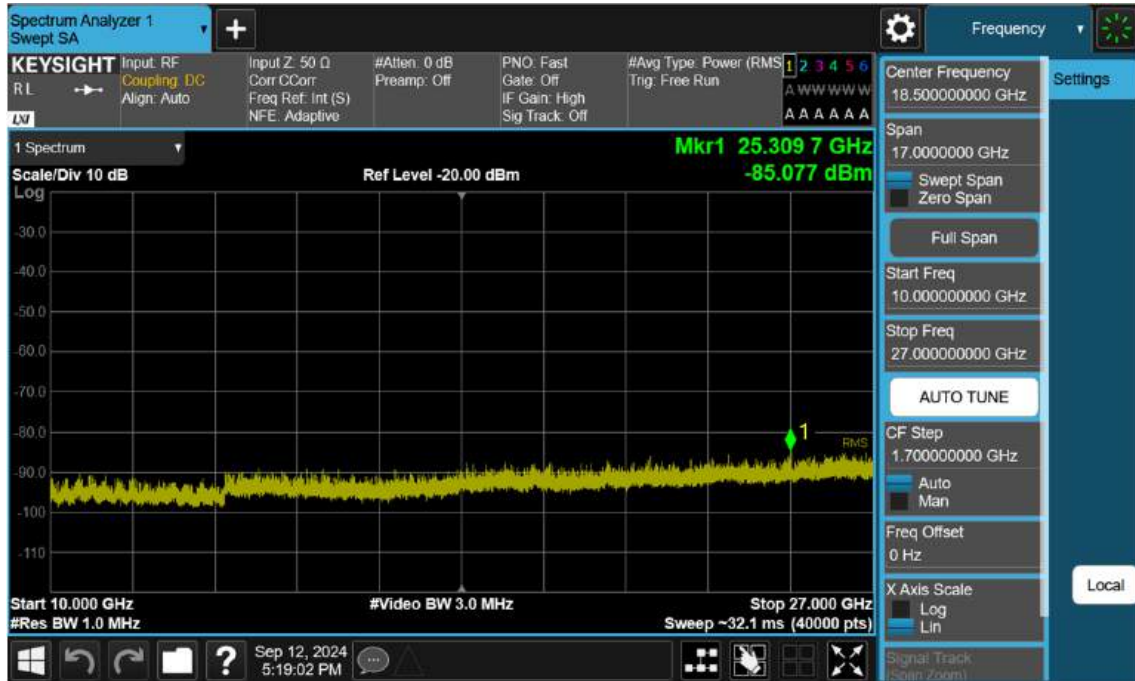 Spectrum Analyzer 1
Swept SA
Frequency
KEYSIGHT
R L
LXI
Input: RF
Coupling: DC
Align: Auto
Input Z: 50 Ω
Corr CCorr
Freq Ref: Int (S)
NFE: Adaptive
#Atten: 0 dB
Preamp: Off
PNO: Fast
Gate: Off
IF Gain: High
Sig Track: Off
#Avg Type: Power (RMS
Trig: Free Run
1 2 3 4 5 6
A W W W W W
A A A A A A
1 Spectrum
Scale/Div 10 dB
Ref Level -20.00 dBm
Mkr1 25.309 7 GHz
-85.077 dBm
Log
-30.0
-40.0
-50.0
-60.0
-70.0
-80.0
-90.0
-100
-110
1
RMS
Start 10.000 GHz
#Video BW 3.0 MHz
Stop 27.000 GHz
#Res BW 1.0 MHz
Sweep ~32.1 ms (40000 pts)
Sep 12, 2024
5:19:02 PM
Center Frequency
18.500000000 GHz
Span
17.0000000 GHz
Swept Span
Zero Span
Full Span
Start Freq
10.000000000 GHz
Stop Freq
27.000000000 GHz
AUTO TUNE
CF Step
1.700000000 GHz
Auto
Man
Freq Offset
0 Hz
X Axis Scale
Log
Lin
Signal Track
(Span Zoom)
Settings
Local